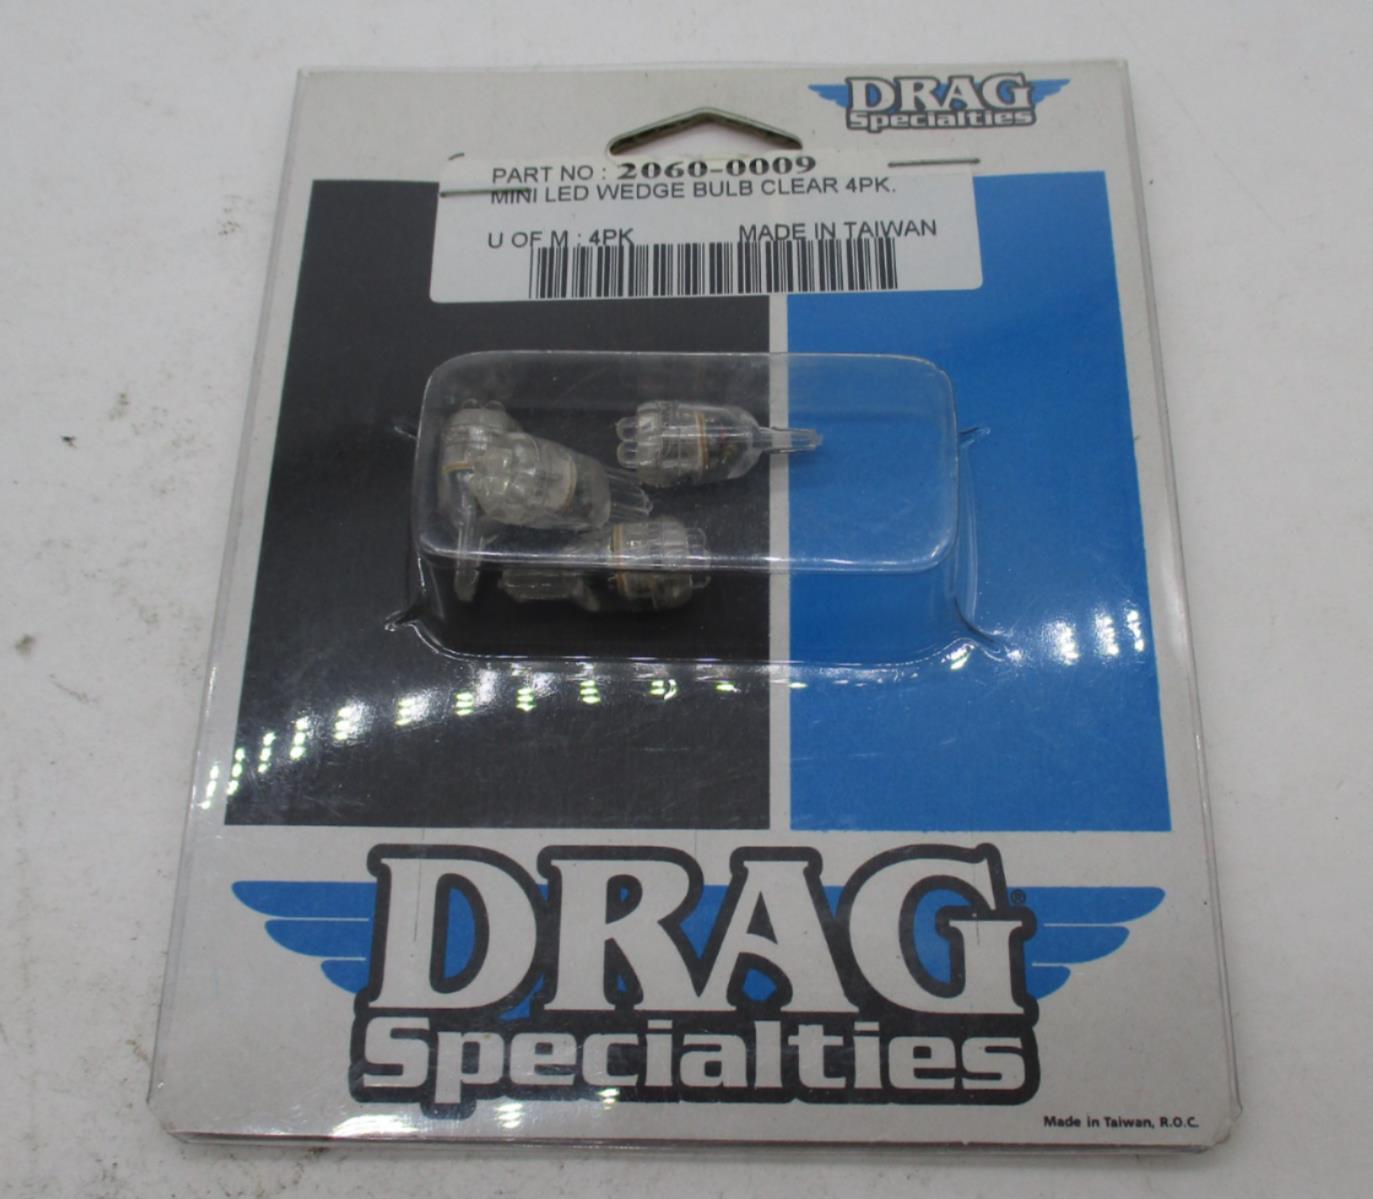 DRAG
Specialties
PART NO : 2060-0009
MINI LED WEDGE BULB CLEAR 4PK.
U OF M : 4PK MADE IN TAIWAN
DRAG®
Specialties
Made in Taiwan, R.O.C.